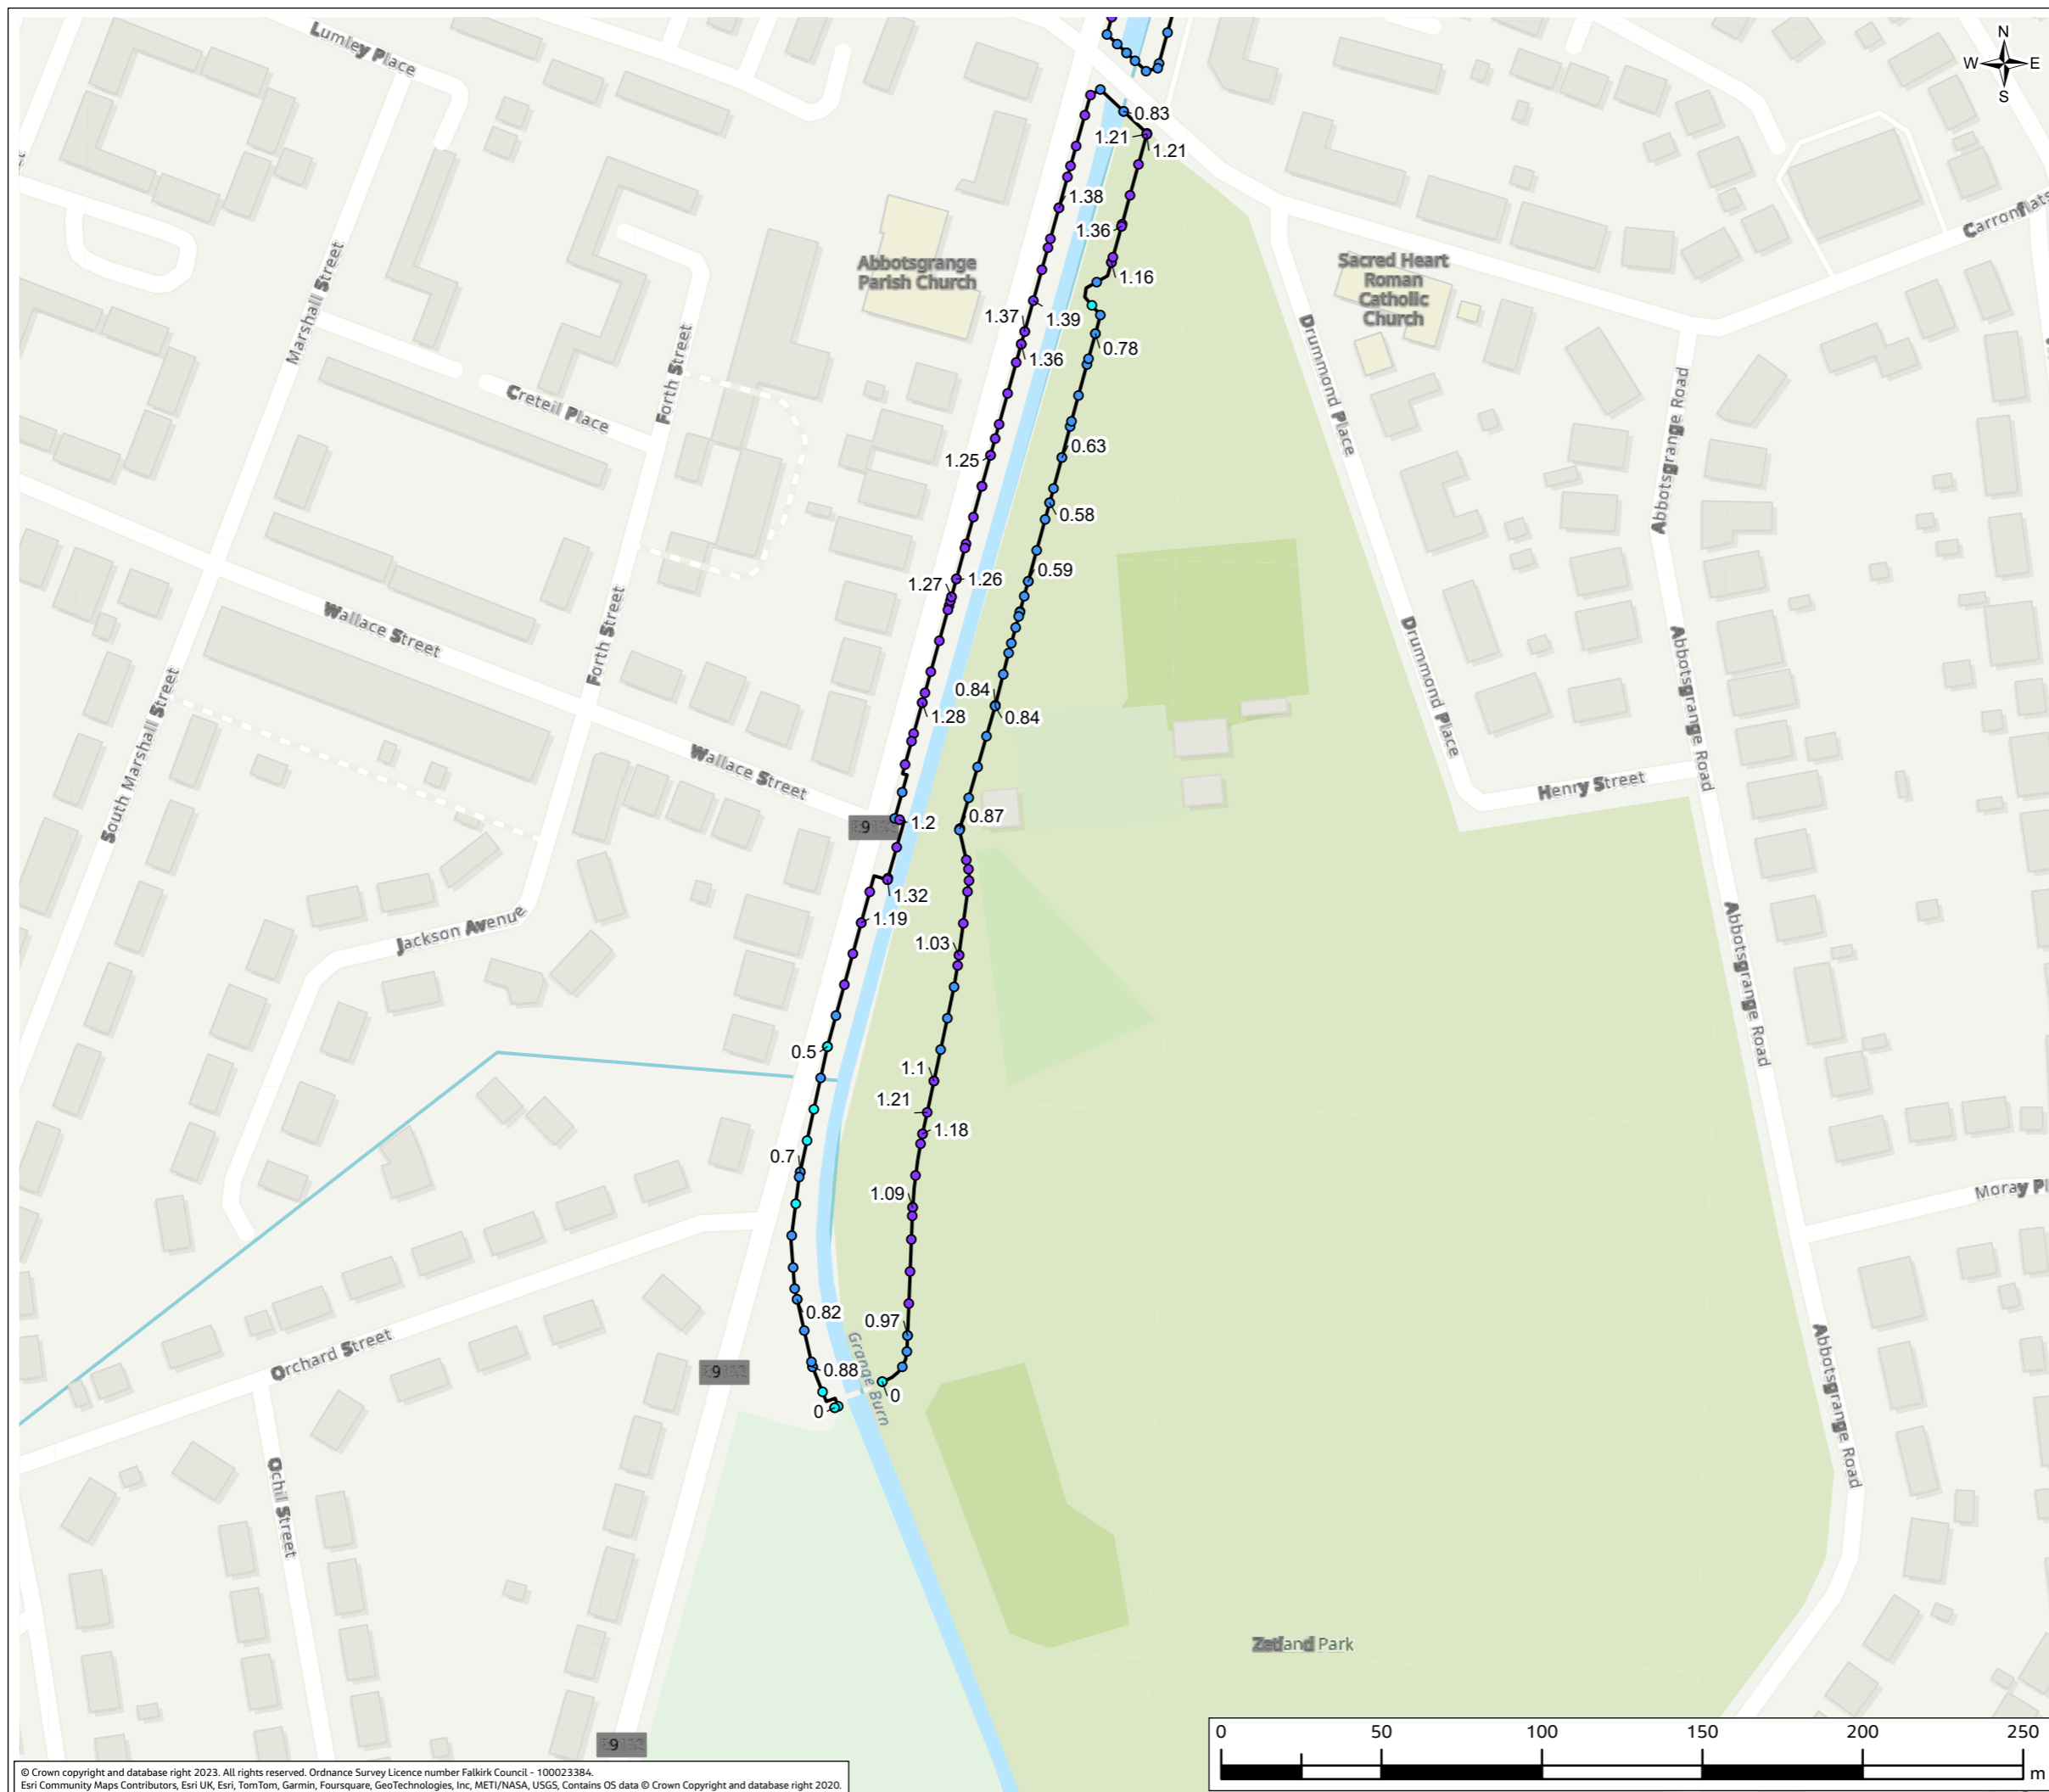 Lumley Place
N
W E
S
0.83
1.21
1.21
1.38
1.36
Abbotsgrange
Parish Church
Sacred Heart
Roman
Catholic
Church
1.16
Marshall Street
1.37
1.39
1.36
0.78
Forth Street
Creteil Place
Drummond Place
Abbotsgrange Road
1.25
0.63
0.58
0.59
1.27
1.26
Wallace Street
Forth Street
South Marshall Street
0.84
1.28
0.84
Drummond Place
Abbotsgrange Road
Wallace Street
Henry Street
0.87
1.2
1.32
Jackson Avenue
1.19
1.03
Abbotsgrange Road
0.5
1.1
1.21
1.18
0.7
1.09
Moray
0.82
0.97
Orchard Street
0.88
Grange Burn
0
0
Abbotsgrange Road
Ochil Street
Zetland Park
0 50 100 150 200 250
m
© Crown copyright and database right 2023. All rights reserved. Ordnance Survey Licence number Falkirk Council - 100023384.
Esri Community Maps Contributors, Esri UK, Esri, TomTom, Garmin, Foursquare, GeoTechnologies, Inc, METI/NASA, USGS, Contains OS data © Crown Copyright and database right 2020.